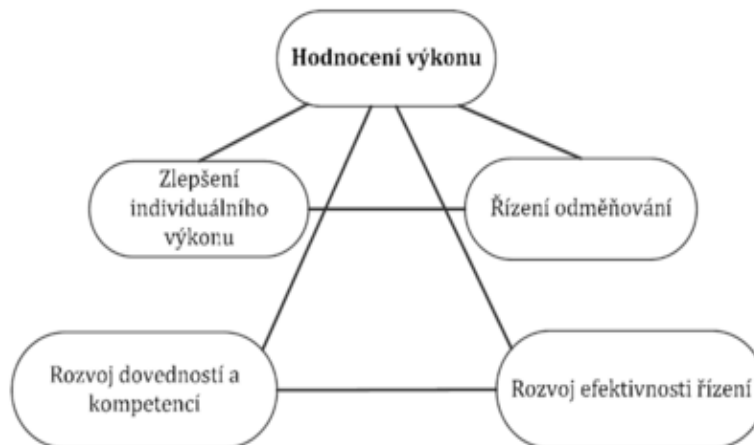 Hodnocení výkonu
Zlepšení
individuálního
výkonu
Řízení odměňování
Rozvoj dovedností a
kompetencí
Rozvoj efektivnosti řízení